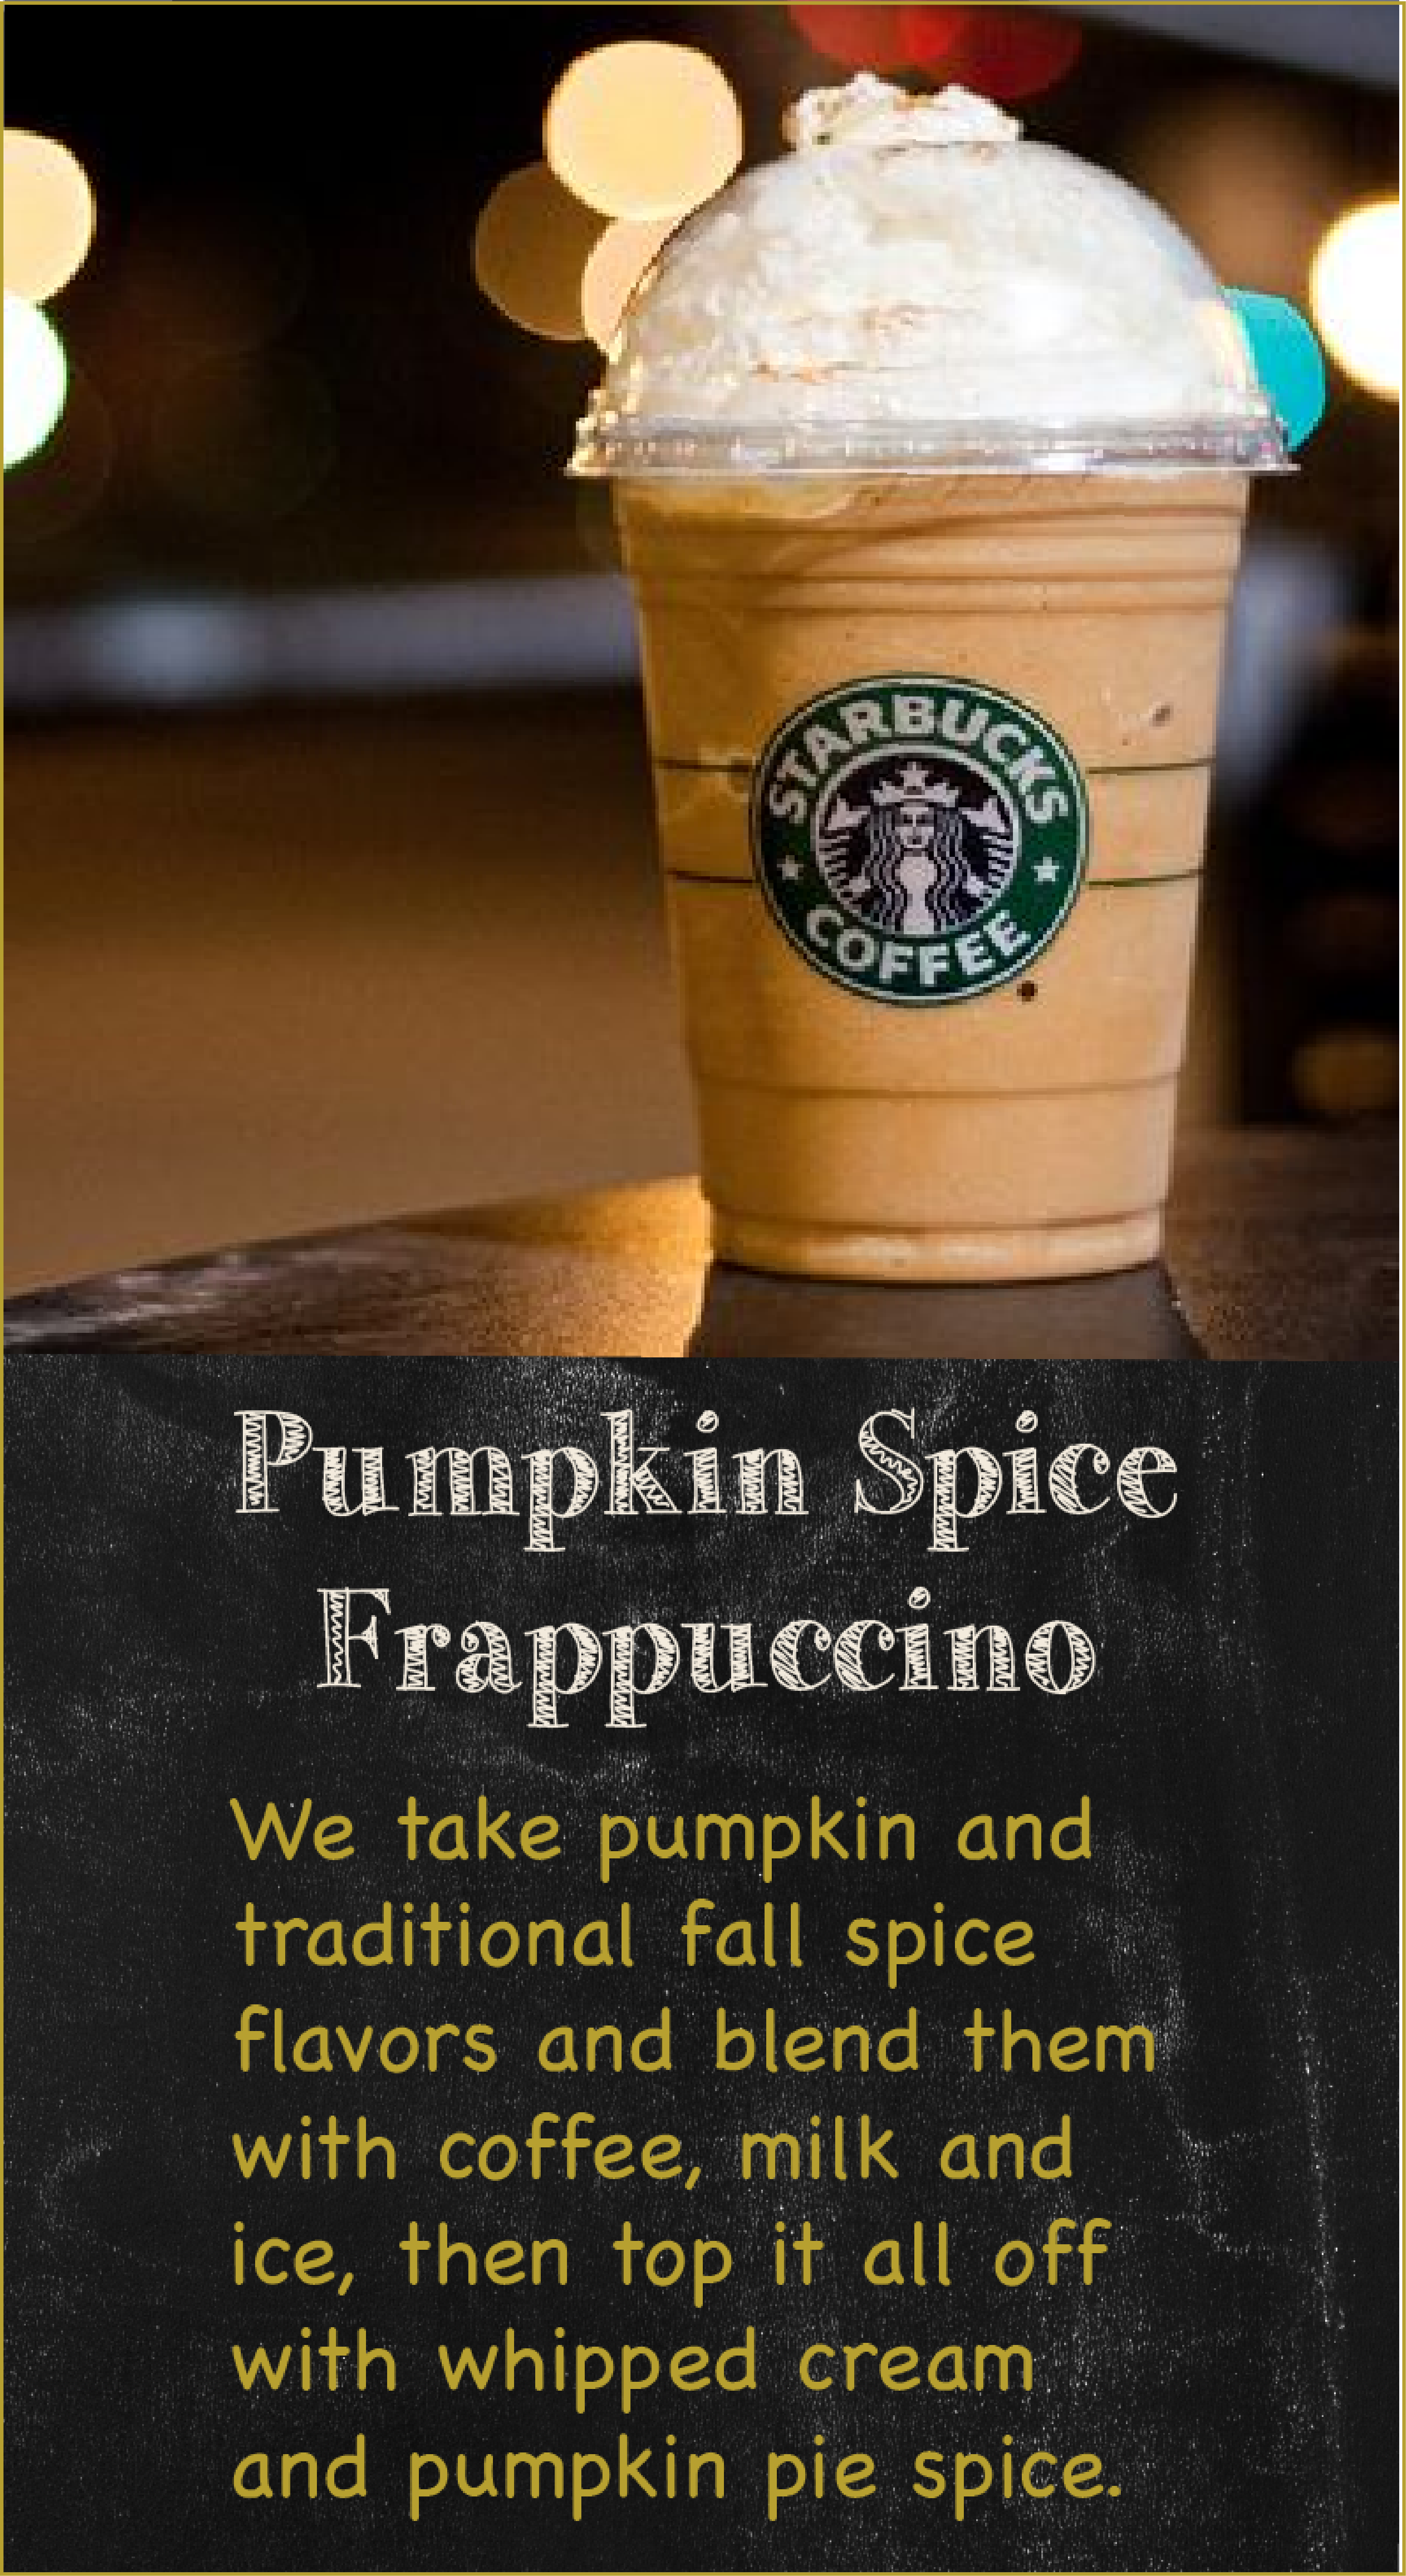 STARBUCKS
COFFEE
Pumpkin Spice
Frappuccino
We take pumpkin and
traditional fall spice
flavors and blend them
with coffee, milk and
ice, then top it all off
with whipped cream
and pumpkin pie spice.